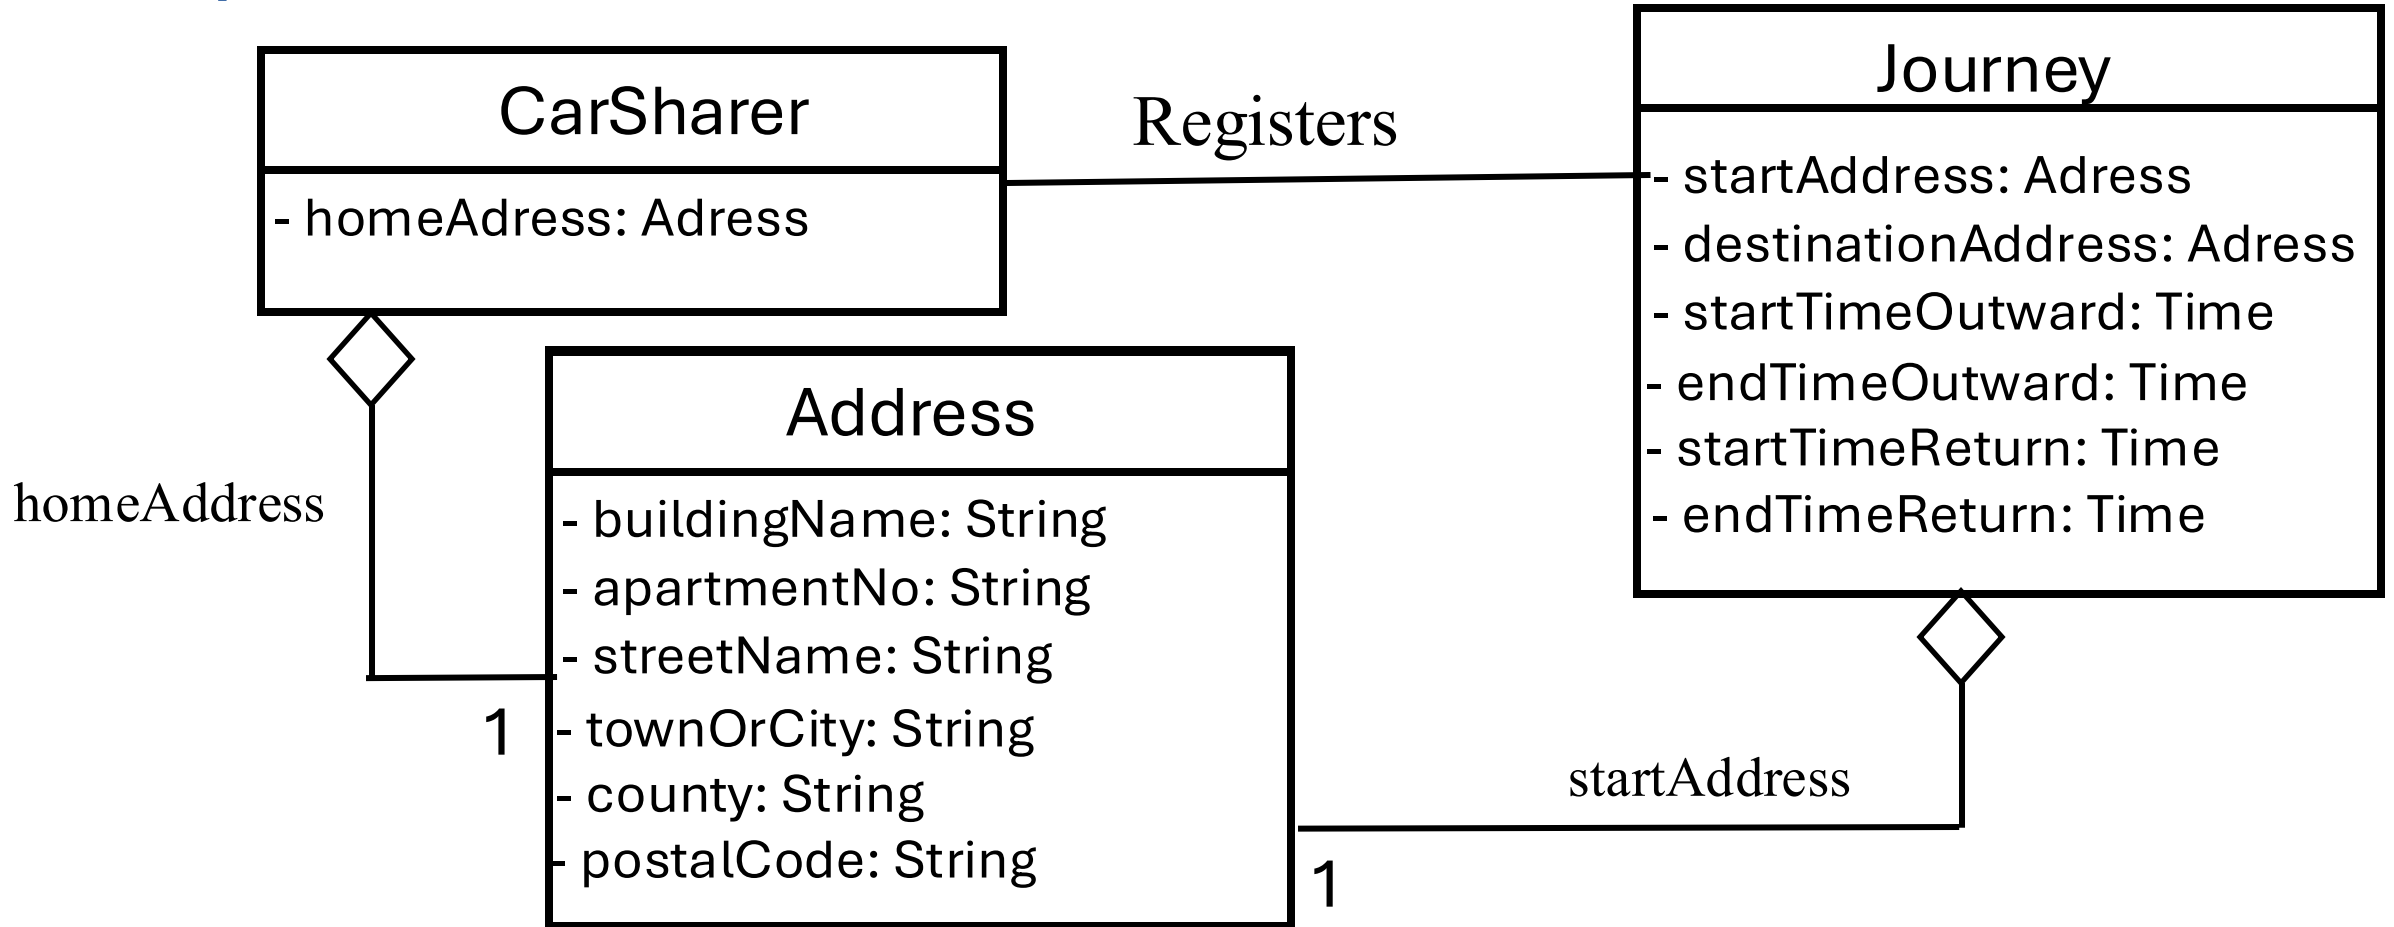 CarSharer
- homeAdress: Adress
Registers
Journey
- startAddress: Adress
- destinationAddress: Adress
- startTimeOutward: Time
- endTimeOutward: Time
- startTimeReturn: Time
- endTimeReturn: Time
homeAddress
1
Address
- buildingName: String
- apartmentNo: String
- streetName: String
- townOrCity: String
- county: String
- postalCode: String
startAddress
1